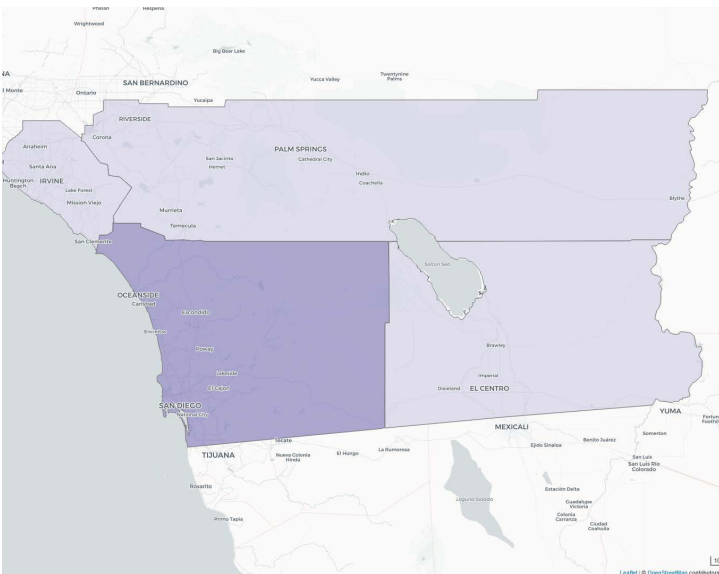 Phelan
Hesperia
Wrightwood
Big Bear Lake
Twentynine
Palms
Yucca Valley
SAN BERNARDINO
Ontario
Yucaipa
RIVERSIDE
Corona
PALM SPRINGS
Cathedral City
San Jacinto
Hemet
Indio
Coachella
Anaheim
Santa Ana
Huntington
Beach
IRVINE
Lake Forest
Mission Viejo
Blythe
Murrieta
Temecula
San Clemente
Salton Sea
OCEANSIDE
Carlsbad
Escondido
Encinitas
Poway
Lakeside
El Cajon
SAN DIEGO
National City
Brawley
Imperial
Dixieland
EL CENTRO
YUMA
MEXICALI
Somerton
Benito Juárez
Ejido Sinaloa
Tecate
TIJUANA
Nueva Colonia
Hindú
El Hongo
La Rumorosa
San Luis
San Luis Río
Colorado
Rosarito
Laguna Salada
Estación Delta
Guadalupe
Victoria
Colonia
Carranza
Ciudad
Coahuila
Primo Tapia
Leaflet | © OpenStreetMap contributors